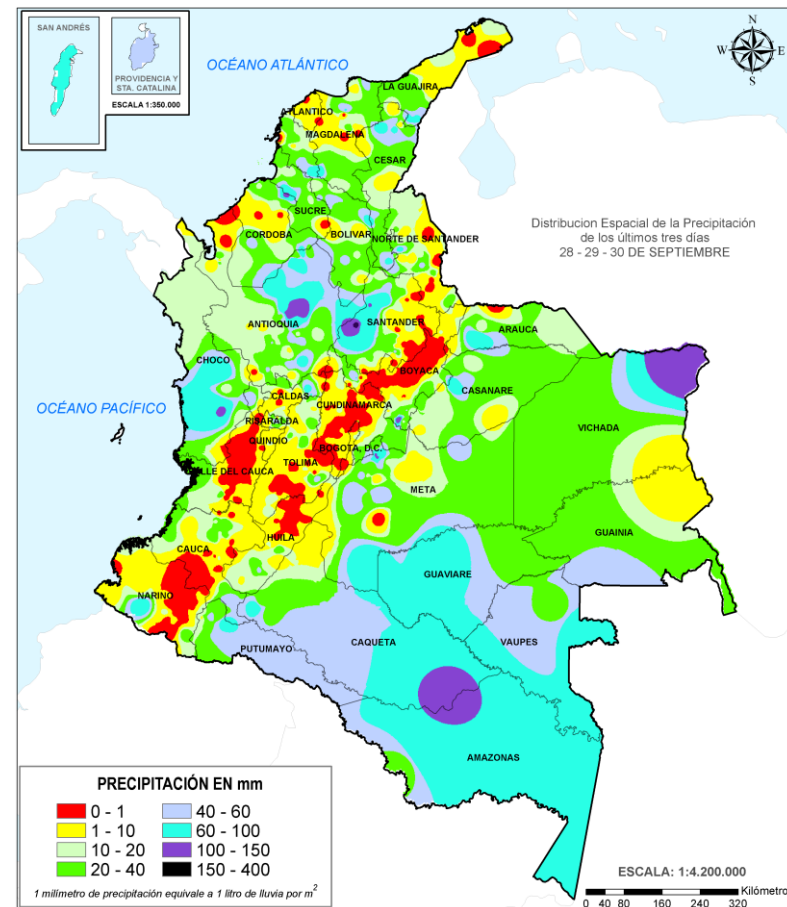 SAN ANDRÉS
PROVIDENCIA Y
STA. CATALINA
ESCALA 1:350.000
OCÉANO ATLÁNTICO
N
W
E
S
LA GUAJIRA
ATLANTICO
MAGDALENA
CESAR
SUCRE
CORDOBA
BOLIVAR
NORTE DE SANTANDER
Distribucion Espacial de la Precipitación
de los últimos tres días
28 - 29 - 30 DE SEPTIEMBRE
ANTIOQUIA
SANTANDER
ARAUCA
CHOCO
BOYACA
CASANARE
OCÉANO PACÍFICO
CALDAS
CUNDINAMARCA
RISARALDA
VICHADA
QUINDIO
BOGOTA, D.C.
TOLIMA
VALLE DEL CAUCA
META
GUAINIA
HUILA
CAUCA
GUAVIARE
NARIÑO
PUTUMAYO
CAQUETA
VAUPES
AMAZONAS
PRECIPITACIÓN EN mm
0 - 1
40 - 60
1 - 10
60 - 100
10 - 20
100 - 150
20 - 40
150 - 400
1 milímetro de precipitación equivale a 1 litro de lluvia por m²
ESCALA: 1:4.200.000
Kilómetro
0 40 80 160 240 320